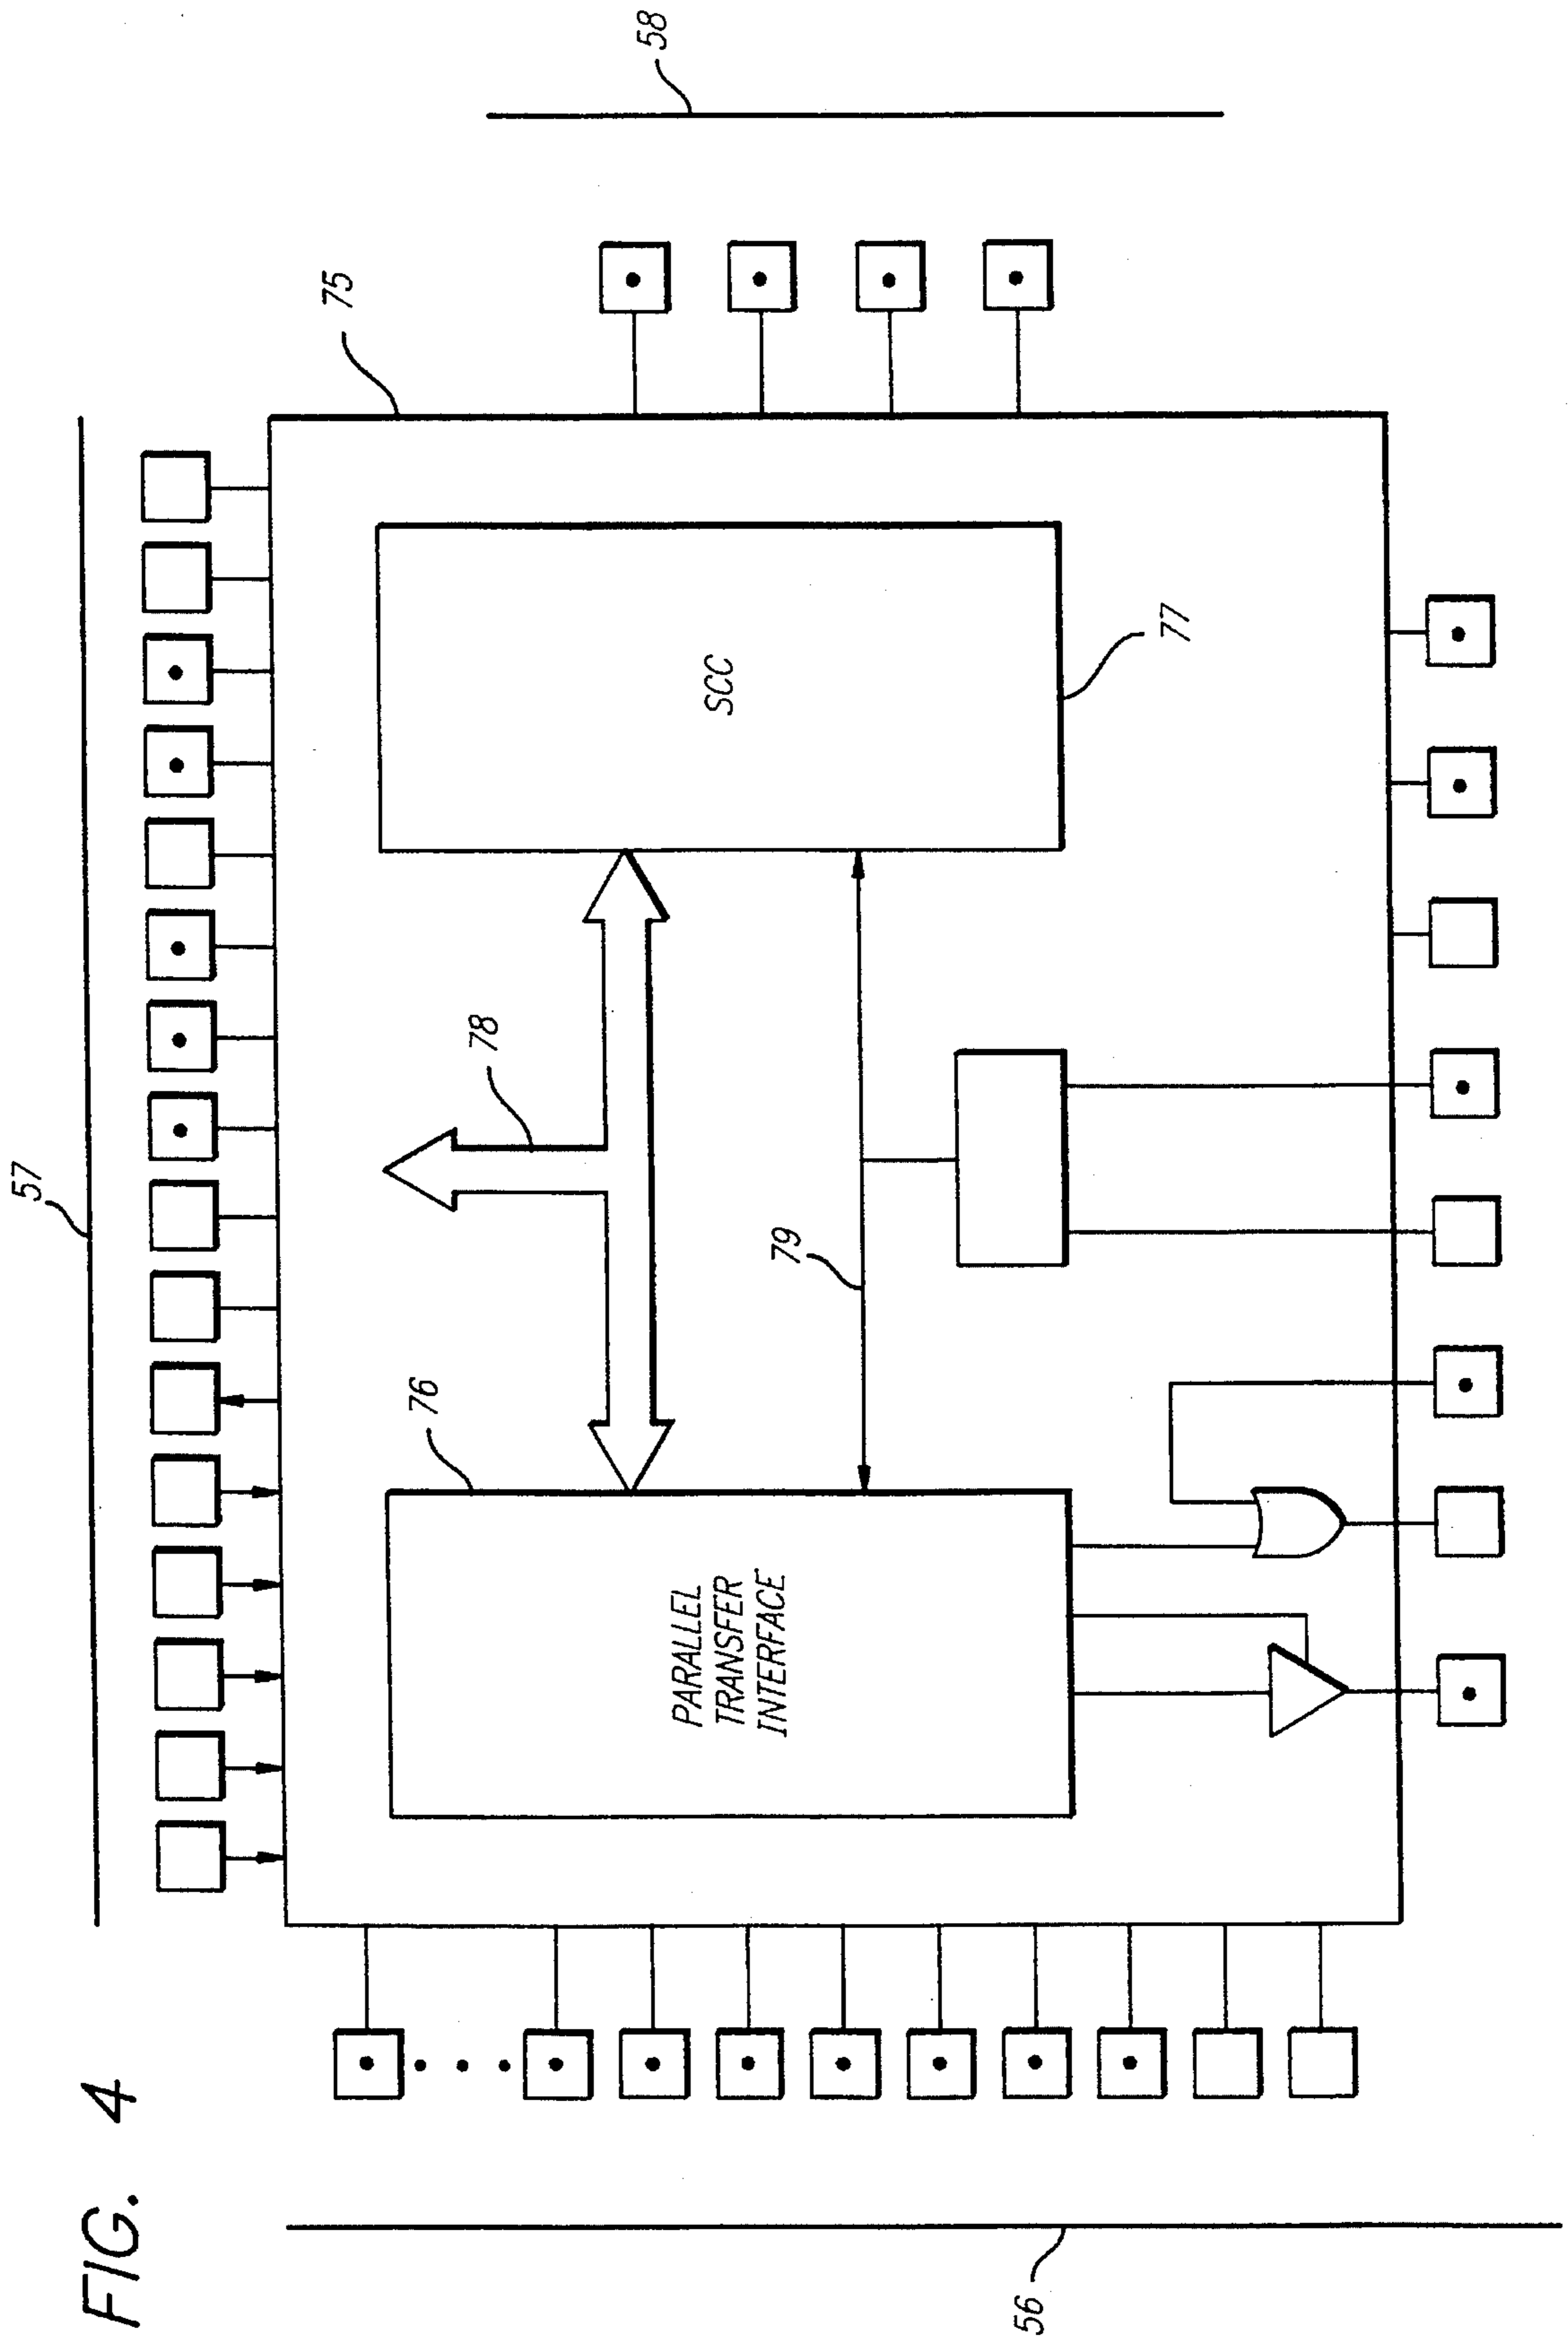 FIG. 4
57
58
75
76
78
79
77
56
PARALLEL
TRANSFER
INTERFACE
SCC